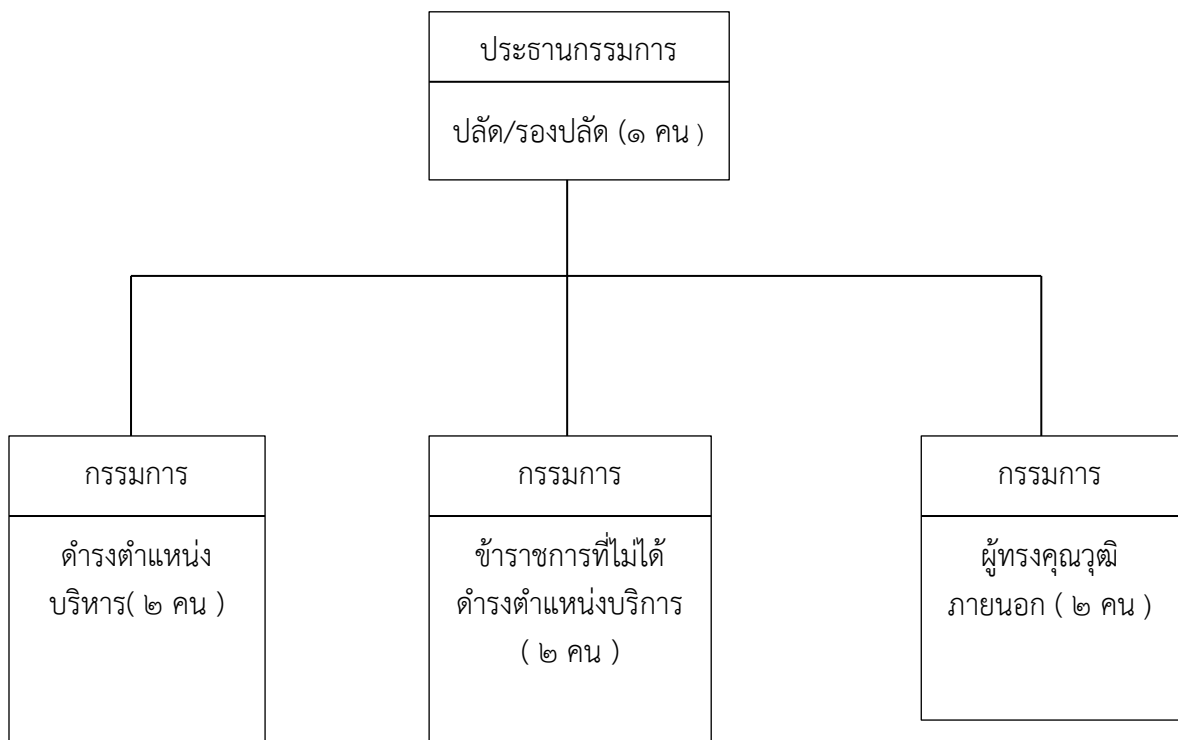 ประธานกรรมการ
ปลัด/รองปลัด (๑ คน )
กรรมการ
ดำรงตำแหน่ง
บริหาร( ๒ คน )
กรรมการ
ข้าราชการที่ไม่ได้
ดำรงตำแหน่งบริการ
( ๒ คน )
กรรมการ
ผู้ทรงคุณวุฒิ
ภายนอก ( ๒ คน )